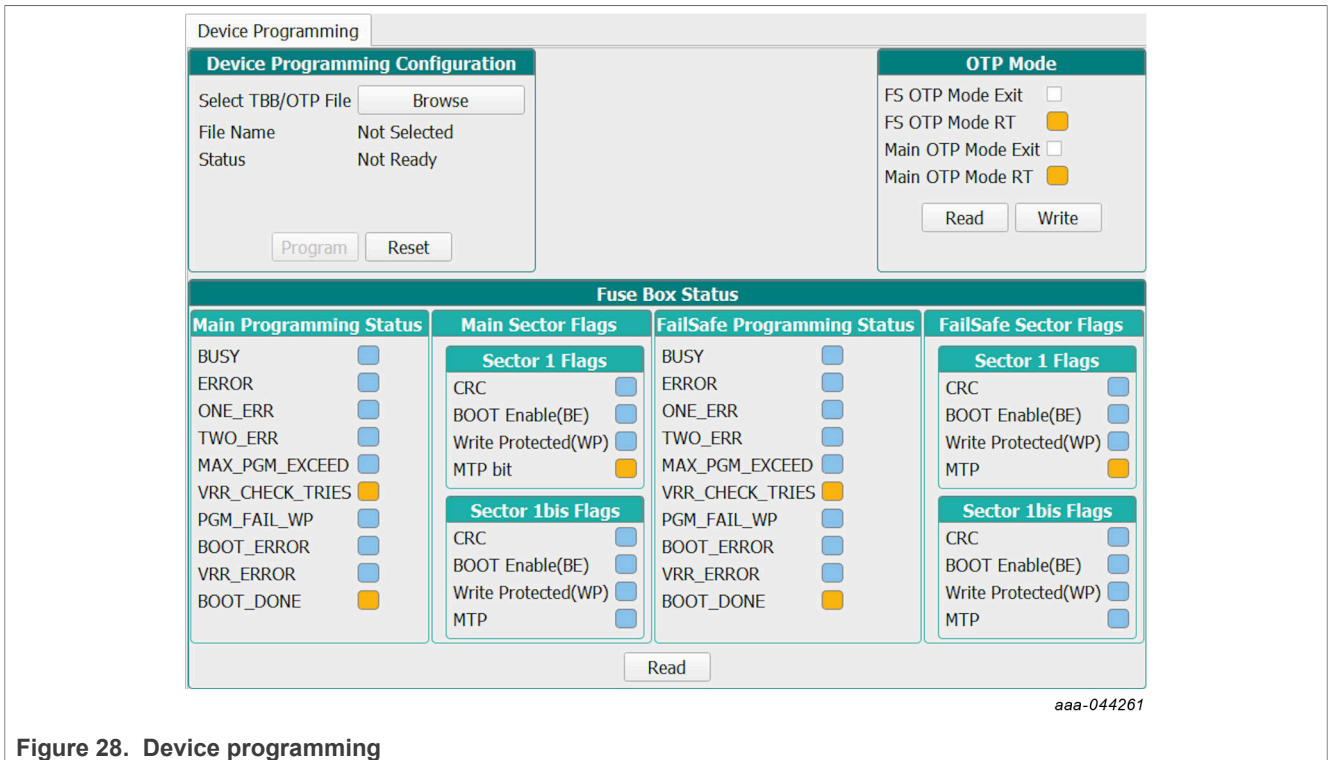 Device Programming
Device Programming Configuration
Select TBB/OTP File Browse
File Name Not Selected
Status Not Ready
Program Reset
OTP Mode
FS OTP Mode Exit
FS OTP Mode RT
Main OTP Mode Exit
Main OTP Mode RT
Read Write
Fuse Box Status
Main Programming Status
BUSY
ERROR
ONE_ERR
TWO_ERR
MAX_PGM_EXCEED
VRR_CHECK_TRIES
PGM_FAIL_WP
BOOT_ERROR
VRR_ERROR
BOOT_DONE
Main Sector Flags
Sector 1 Flags
CRC
BOOT Enable(BE)
Write Protected(WP)
MTP bit
Sector 1bis Flags
CRC
BOOT Enable(BE)
Write Protected(WP)
MTP
FailSafe Programming Status
BUSY
ERROR
ONE_ERR
TWO_ERR
MAX_PGM_EXCEED
VRR_CHECK_TRIES
PGM_FAIL_WP
BOOT_ERROR
VRR_ERROR
BOOT_DONE
FailSafe Sector Flags
Sector 1 Flags
CRC
BOOT Enable(BE)
Write Protected(WP)
MTP
Sector 1bis Flags
CRC
BOOT Enable(BE)
Write Protected(WP)
MTP
Read
aaa-044261
Figure 28. Device programming